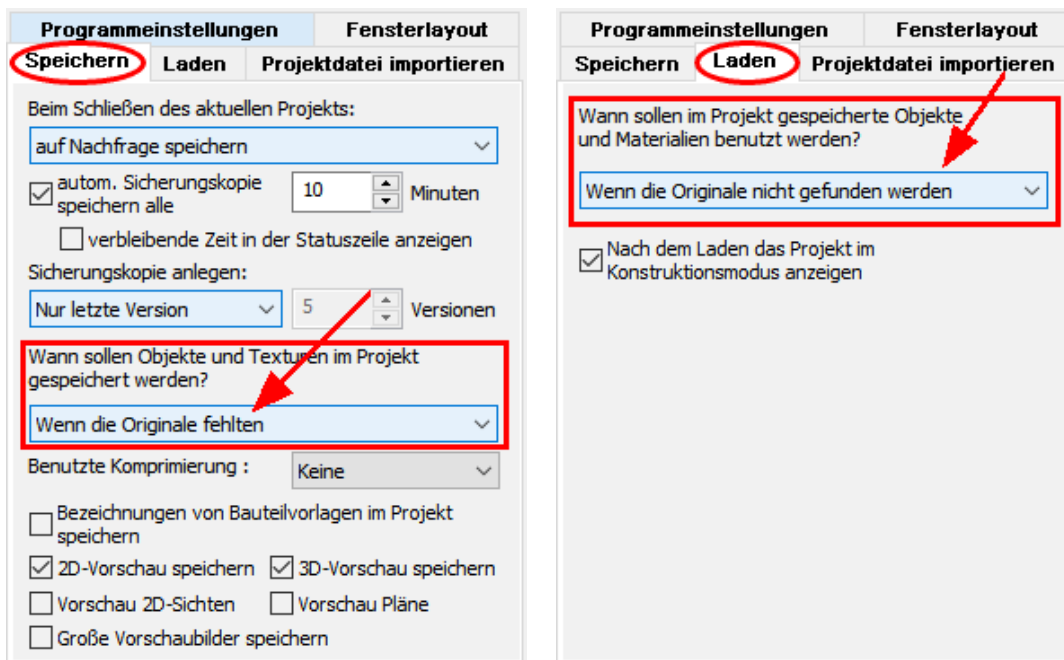 Programmeinstellungen Fensterlayout
Speichern Laden Projektdatei importieren
Beim Schließen des aktuellen Projekts:
auf Nachfrage speichern
autom. Sicherungskopie
speichern alle
10 Minuten
verbleibende Zeit in der Statuszeile anzeigen
Sicherungskopie anlegen:
Nur letzte Version 5 Versionen
Wann sollen Objekte und Texturen im Projekt
gespeichert werden?
Wenn die Originale fehlten
Benutzte Komprimierung : Keine
Bezeichnungen von Bauteilvorlagen im Projekt
speichern
2D-Vorschau speichern 3D-Vorschau speichern
Vorschau 2D-Sichten Vorschau Pläne
Große Vorschaubilder speichern
Programmeinstellungen Fensterlayout
Speichern Laden Projektdatei importieren
Wann sollen im Projekt gespeicherte Objekte
und Materialien benutzt werden?
Wenn die Originale nicht gefunden werden
Nach dem Laden das Projekt im
Konstruktionsmodus anzeigen